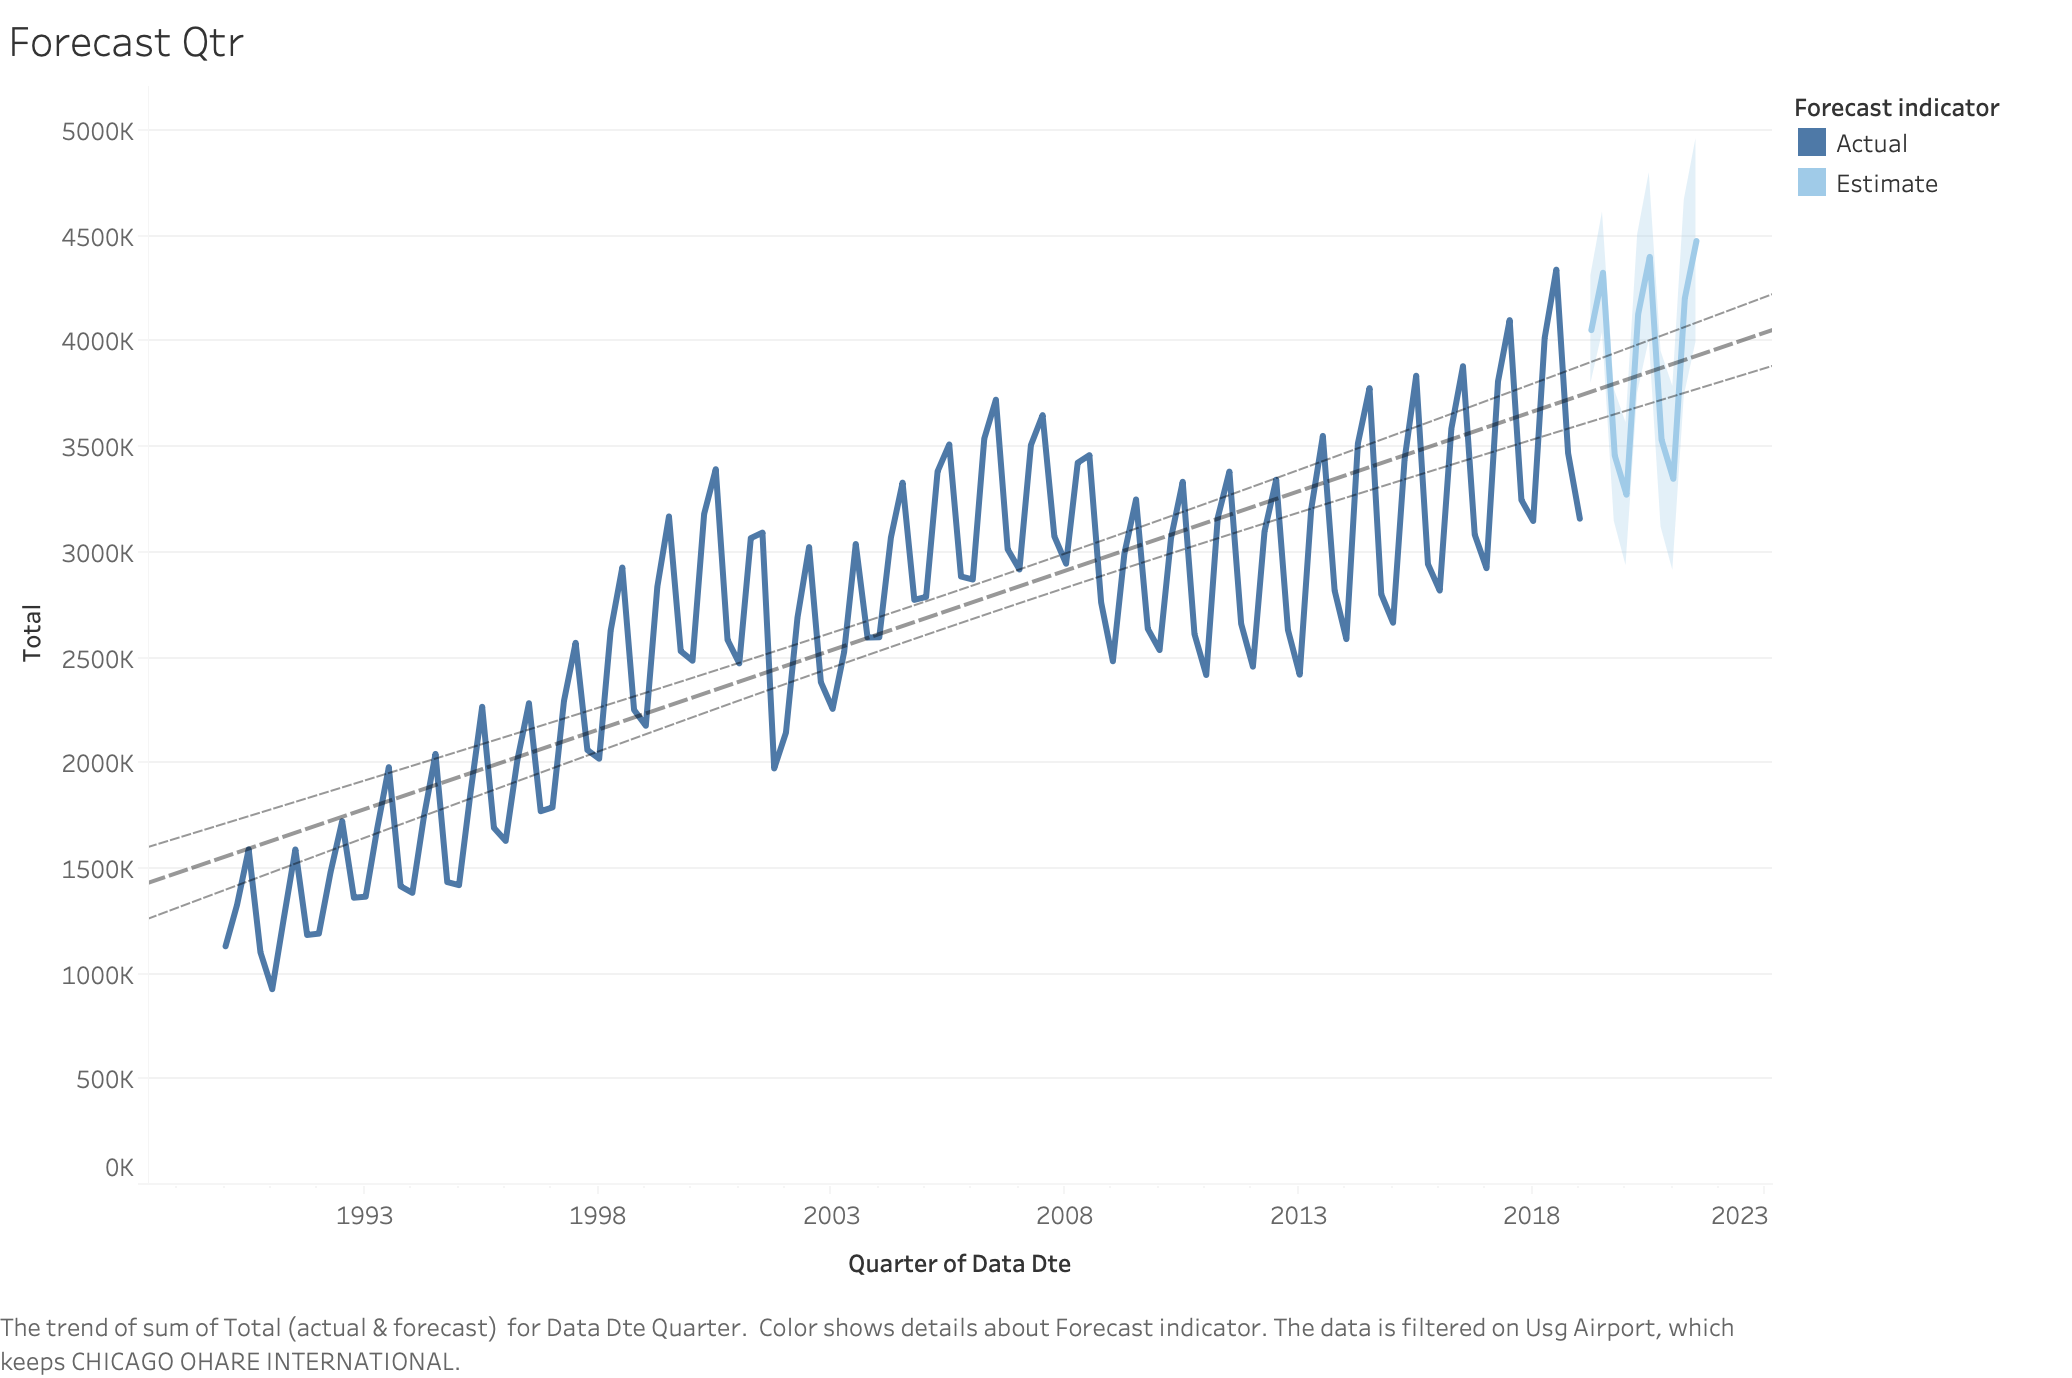 Forecast Qtr
Forecast indicator
Actual
Estimate
5000K
4500K
4000K
3500K
3000K
2500K
2000K
1500K
1000K
500K
0K
Total
1993 1998 2003 2008 2013 2018 2023
Quarter of Data Dte
The trend of sum of Total (actual & forecast)  for Data Dte Quarter.  Color shows details about Forecast indicator. The data is filtered on Usg Airport, which
keeps CHICAGO OHARE INTERNATIONAL.